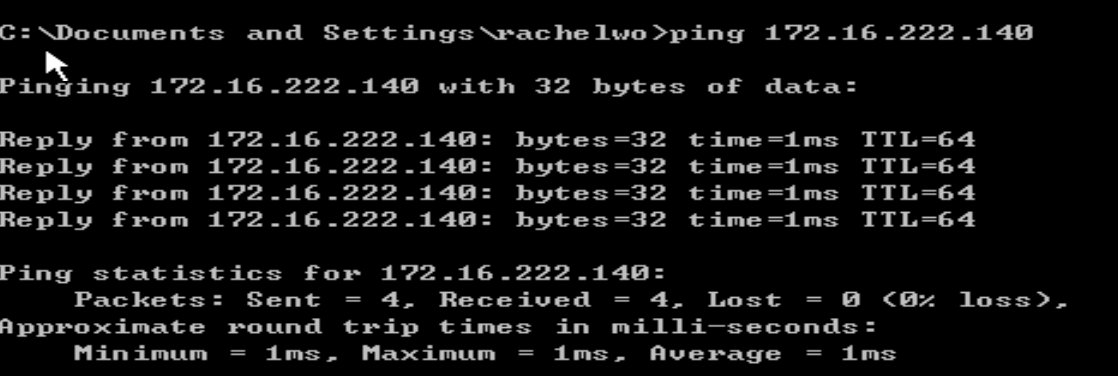 C:\Documents and Settings\rachelwo>ping 172.16.222.140
Pinging 172.16.222.140 with 32 bytes of data:
Reply from 172.16.222.140: bytes=32 time=1ms TTL=64
Reply from 172.16.222.140: bytes=32 time=1ms TTL=64
Reply from 172.16.222.140: bytes=32 time=1ms TTL=64
Reply from 172.16.222.140: bytes=32 time=1ms TTL=64
Ping statistics for 172.16.222.140:
Packets: Sent = 4, Received = 4, Lost = 0 (0% loss),
Approximate round trip times in milli-seconds:
Minimum = 1ms, Maximum = 1ms, Average = 1ms